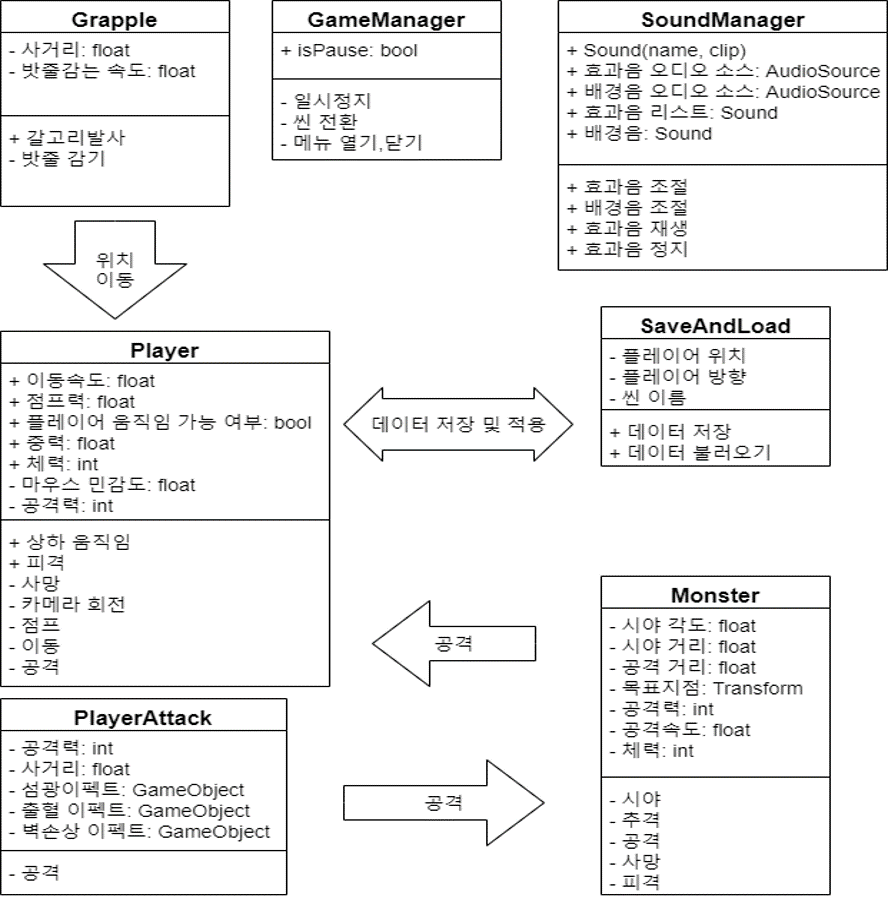 Grapple
- 사거리: float
- 밧줄감는 속도: float
+ 갈고리발사
- 밧줄 감기
GameManager
+ isPause: bool
- 일시정지
- 씬 전환
- 메뉴 열기,닫기
SoundManager
+ Sound(name, clip)
+ 효과음 오디오 소스: AudioSource
+ 배경음 오디오 소스: AudioSource
+ 효과음 리스트: Sound
+ 배경음: Sound
+ 효과음 조절
+ 배경음 조절
+ 효과음 재생
+ 효과음 정지
위치
이동
Player
+ 이동속도: float
+ 점프력: float
+ 플레이어 움직임 가능 여부: bool
+ 중력: float
+ 체력: int
- 마우스 민감도: float
- 공격력: int
+ 상하 움직임
+ 피격
- 사망
- 카메라 회전
- 점프
- 이동
- 공격
데이터 저장 및 적용
SaveAndLoad
- 플레이어 위치
- 플레이어 방향
- 씬 이름
+ 데이터 저장
+ 데이터 불러오기
공격
Monster
- 시야 각도: float
- 시야 거리: float
- 공격 거리: float
- 목표지점: Transform
- 공격력: int
- 공격속도: float
- 체력: int
- 시야
- 추격
- 공격
- 사망
- 피격
PlayerAttack
- 공격력: int
- 사거리: float
- 섬광이펙트: GameObject
- 출혈 이펙트: GameObject
- 벽손상 이펙트: GameObject
- 공격
공격